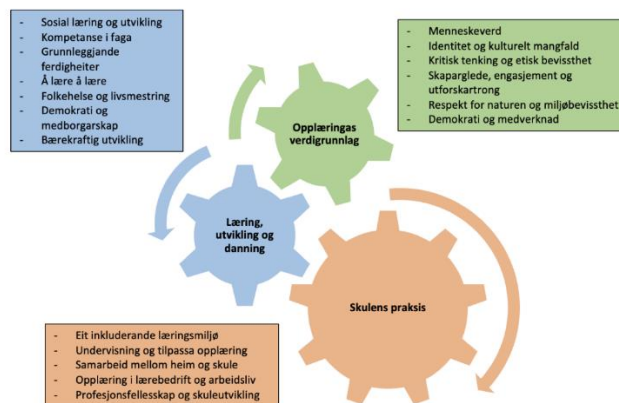 - Sosial læring og utvikling
- Kompetanse i faga
- Grunnleggjande
ferdigheiter
- Å lære å lære
- Folkehelse og livsmestring
- Demokrati og
medborgarskap
- Bærekraftig utvikling
- Menneskeverd
- Identitet og kulturelt mangfald
- Kritisk tenking og etisk bevissthet
- Skaparglede, engasjement og
utforskartrong
- Respekt for naturen og miljøbevissthet
- Demokrati og medverknad
Opplæringas
verdigrunnlag
Læring,
utvikling og
danning
Skulens praksis
- Eit inkluderande læringsmiljø
- Undervisning og tilpassa opplæring
- Samarbeid mellom heim og skule
- Opplæring i lærebedrift og arbeidsliv
- Profesjonsfellesskap og skuleutvikling